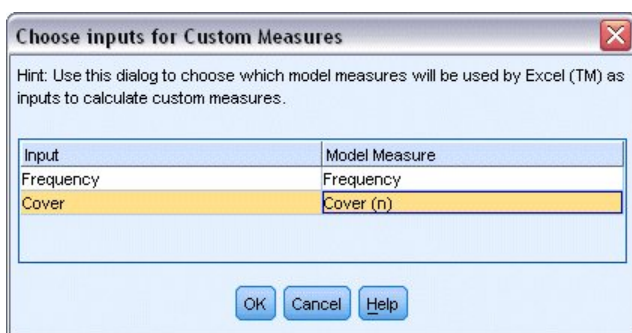 Choose inputs for Custom Measures
Hint: Use this dialog to choose which model measures will be used by Excel (TM) as
inputs to calculate custom measures.
Input Model Measure
Frequency Frequency
Cover Cover (n)
OK Cancel Help